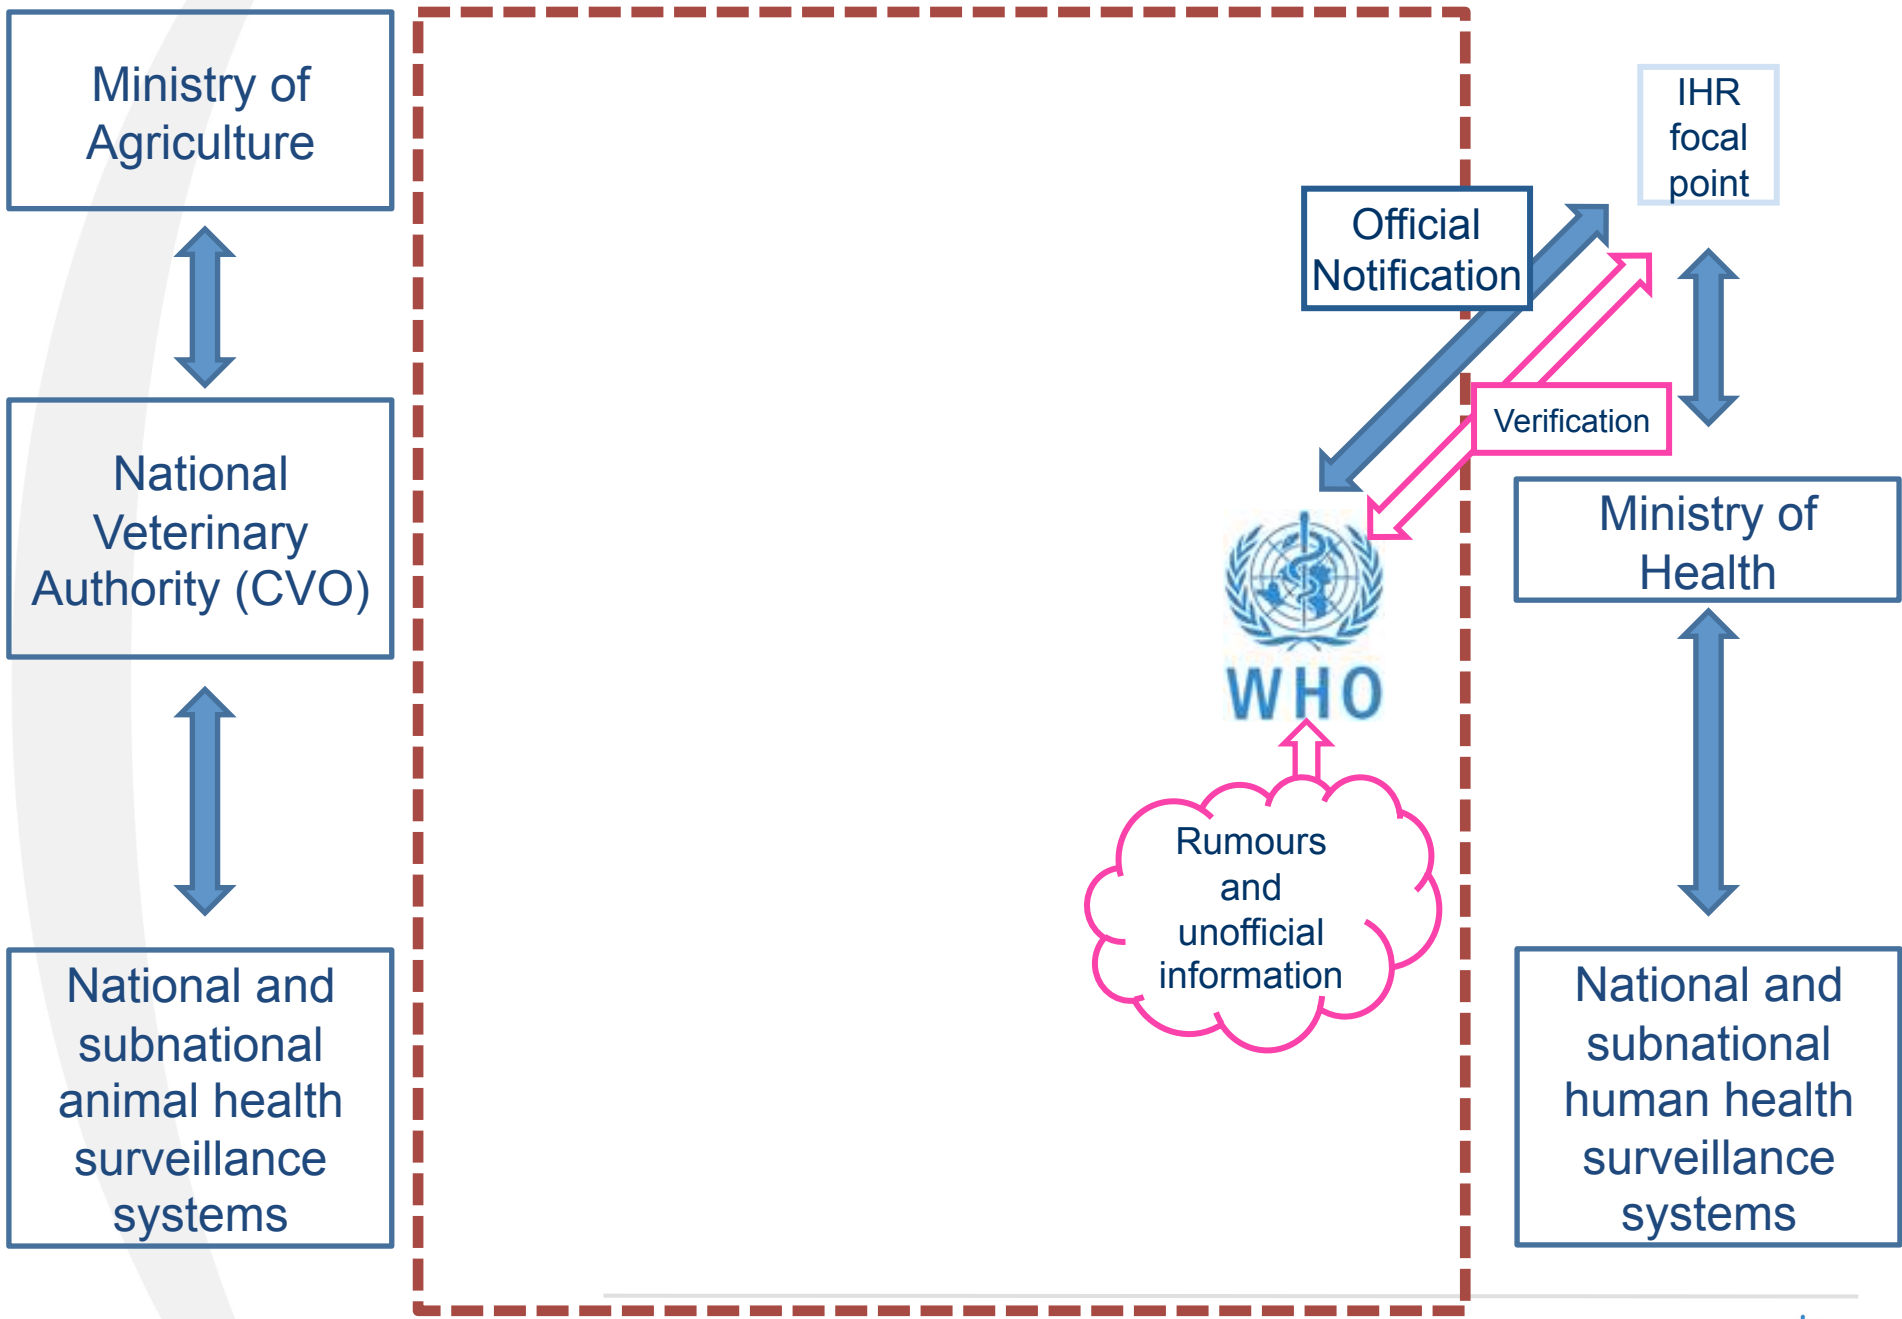 Ministry of
Agriculture
National
Veterinary
Authority (CVO)
National and
subnational
animal health
surveillance
systems
Official
Notification
Verification
WHO
Rumours
and
unofficial
information
IHR
focal
point
Ministry of
Health
National and
subnational
human health
surveillance
systems